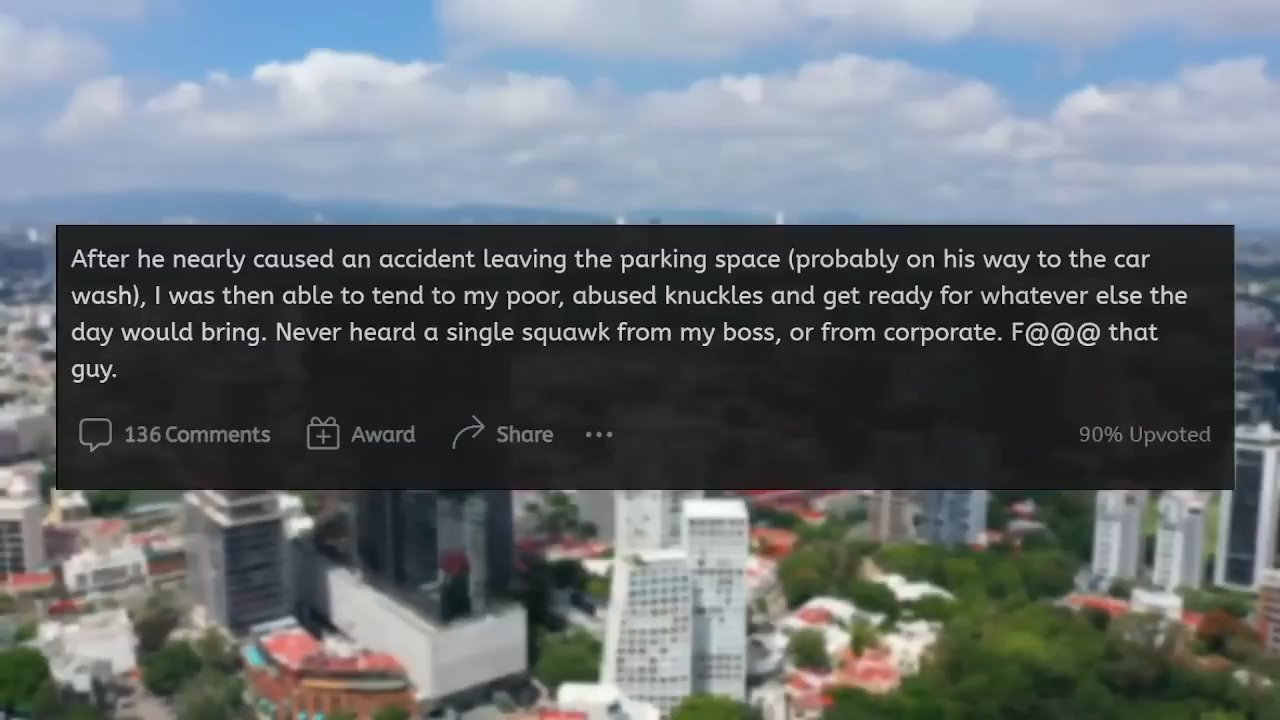 After he nearly caused an accident leaving the parking space (probably on his way to the car
wash), I was then able to tend to my poor, abused knuckles and get ready for whatever else the
day would bring. Never heard a single squawk from my boss, or from corporate. F@@@ that
guy.
136 Comments Award Share 90% Upvoted